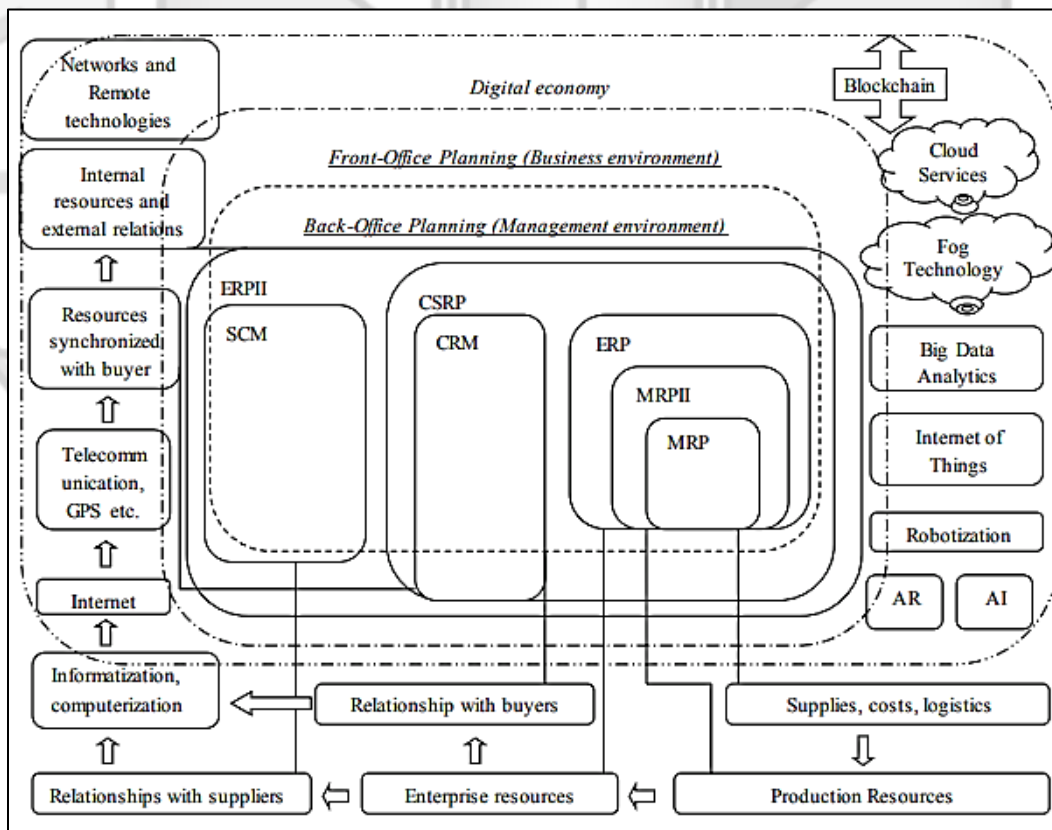 Networks and
Remote
technologies
Digital economy
Blockchain
Cloud
Services
Front-Office Planning (Business environment)
Internal
resources and
external relations
Back-Office Planning (Management environment)
Fog
Technology
ERPII
CSRP
SCM
CRM
ERP
MRPII
MRP
Resources
synchronized
with buyer
Big Data
Analytics
Telecomm
unication,
GPS etc.
Internet of
Things
Robotization
Internet
AR
AI
Informatization,
computerization
Relationship with buyers
Supplies, costs, logistics
Relationships with suppliers
Enterprise resources
Production Resources